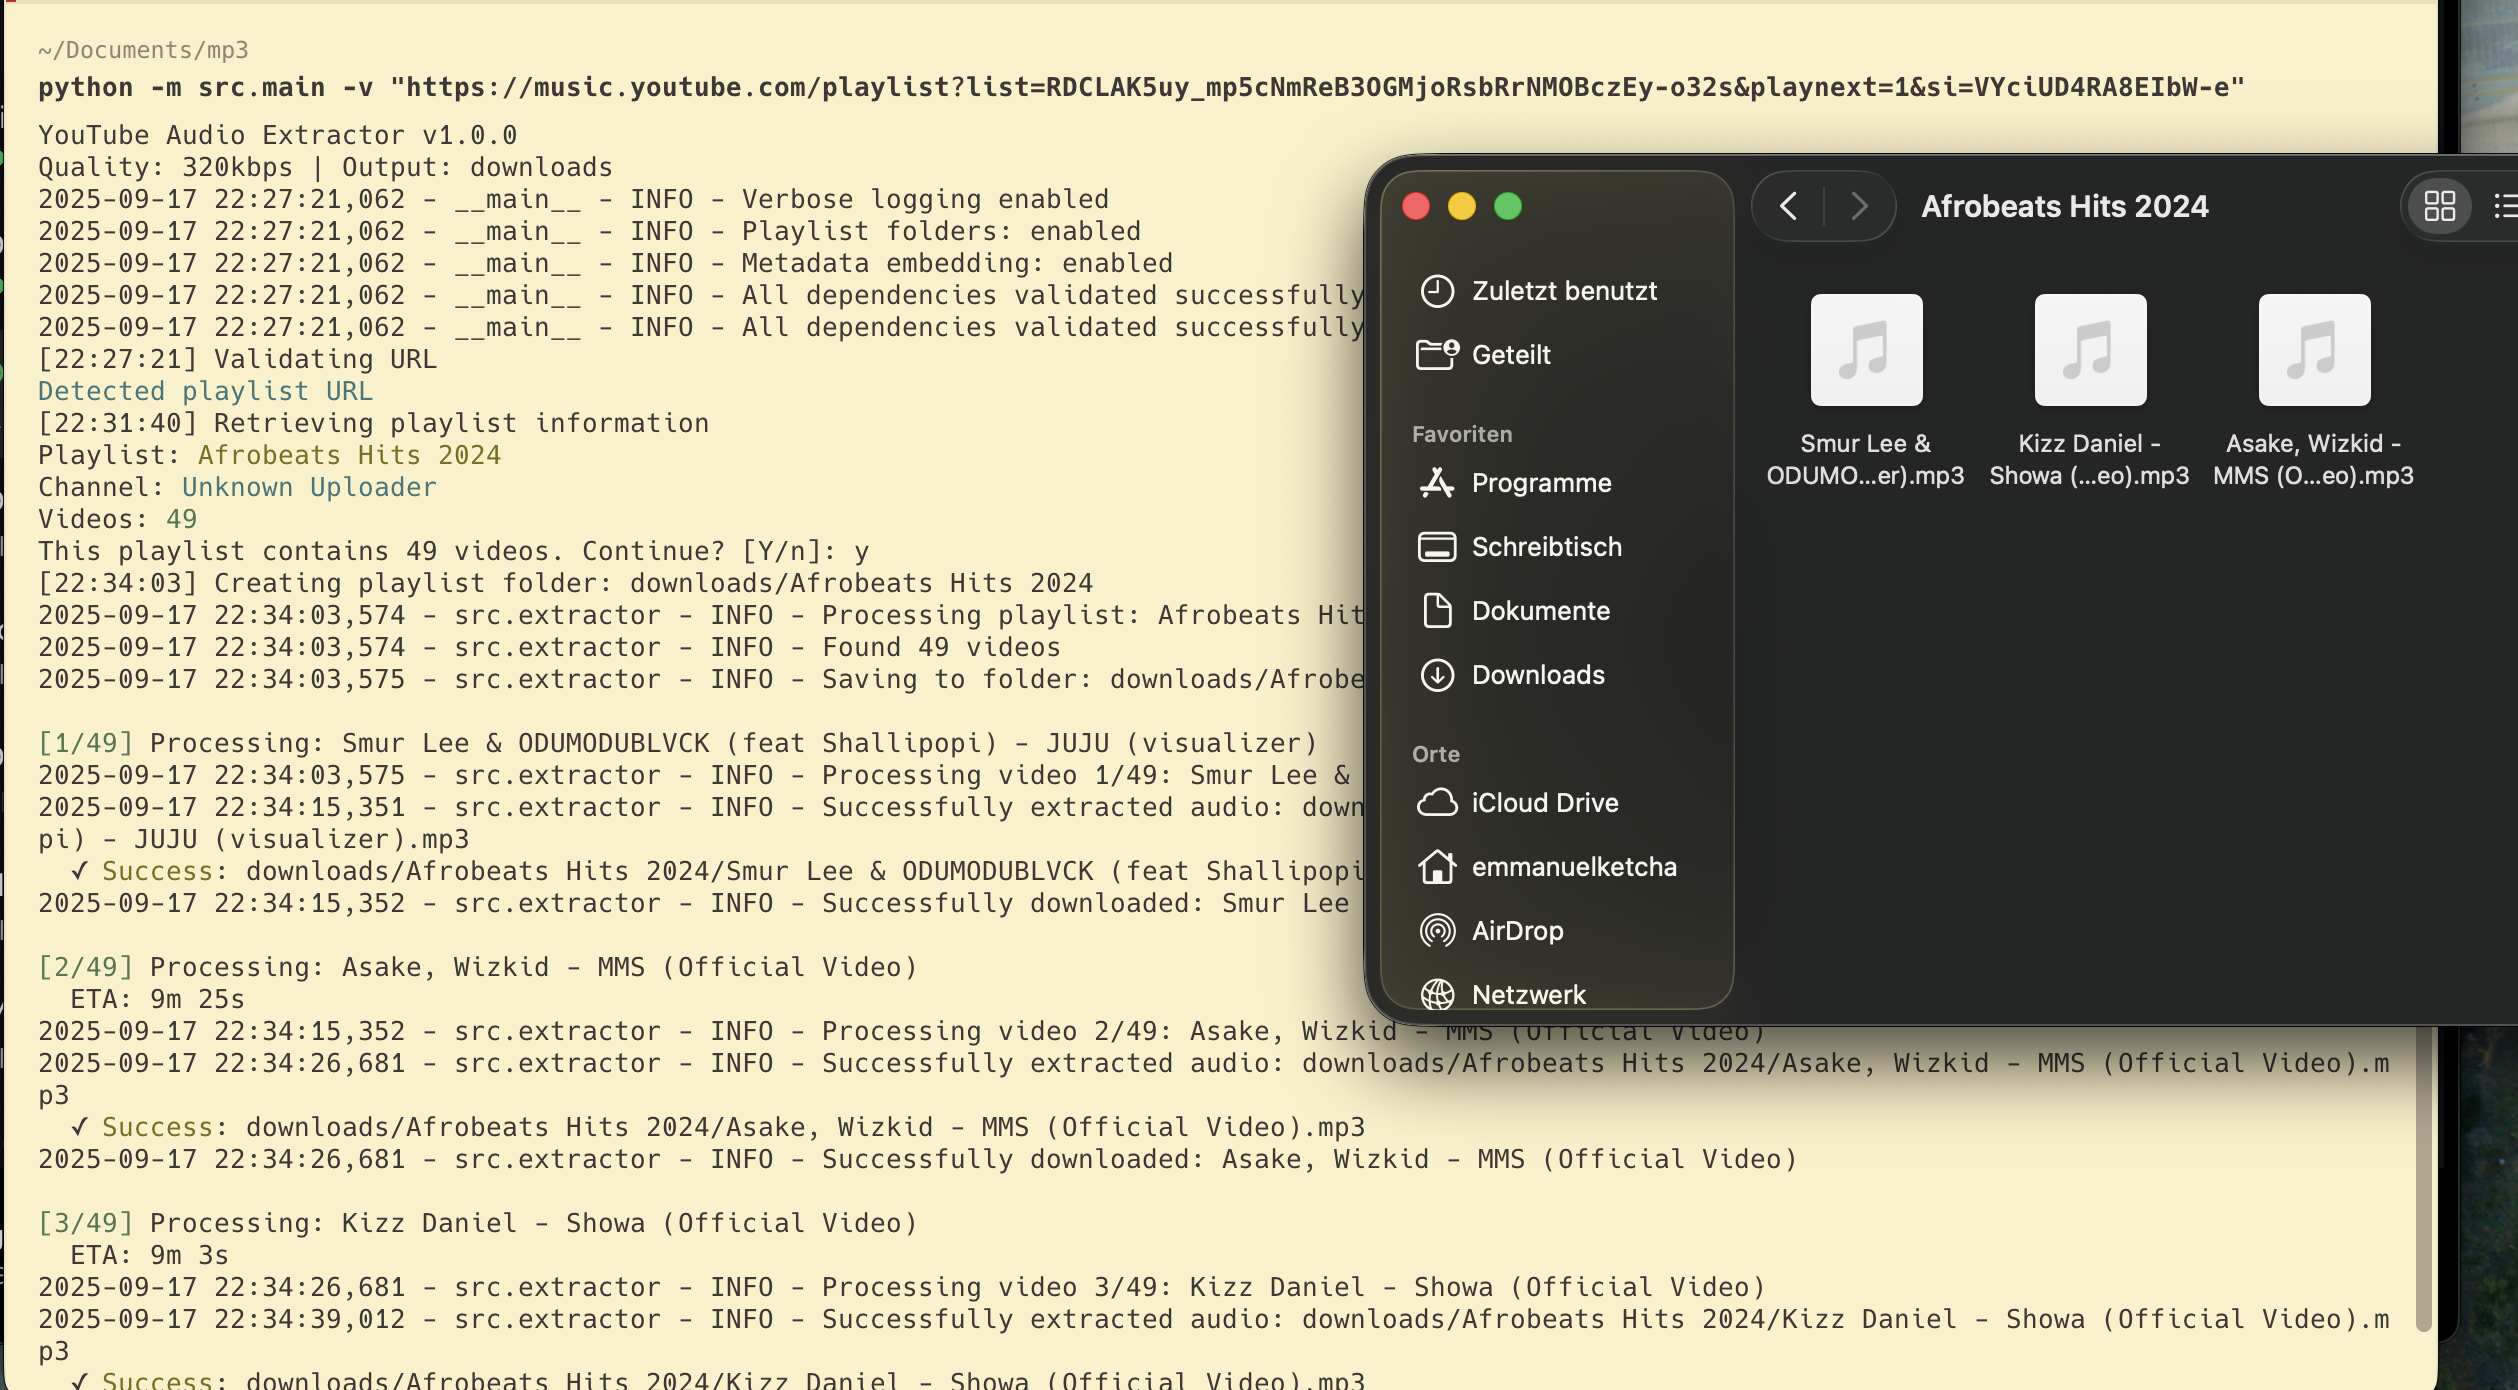 ~/Documents/mp3
python -m src.main -v "https://music.youtube.com/playlist?list=RDCLAK5uy_mp5cNmReB3OGMjoRsbRrNMOBczEy-o32s&playnext=1&si=VYciUD4RA8EIbW-e"
YouTube Audio Extractor v1.0.0
Quality: 320kbps | Output: downloads
2025-09-17 22:27:21,062 - __main__ - INFO - Verbose logging enabled
2025-09-17 22:27:21,062 - __main__ - INFO - Playlist folders: enabled
2025-09-17 22:27:21,062 - __main__ - INFO - Metadata embedding: enabled
2025-09-17 22:27:21,062 - __main__ - INFO - All dependencies validated successfully
2025-09-17 22:27:21,062 - __main__ - INFO - All dependencies validated successfully
[22:27:21] Validating URL
Detected playlist URL
[22:31:40] Retrieving playlist information
Playlist: Afrobeats Hits 2024
Channel: Unknown Uploader
Videos: 49
This playlist contains 49 videos. Continue? [Y/n]: y
[22:34:03] Creating playlist folder: downloads/Afrobeats Hits 2024
2025-09-17 22:34:03,574 - src.extractor - INFO - Processing playlist: Afrobeats Hit
2025-09-17 22:34:03,574 - src.extractor - INFO - Found 49 videos
2025-09-17 22:34:03,575 - src.extractor - INFO - Saving to folder: downloads/Afrobe
[1/49] Processing: Smur Lee & ODUMODUBLVCK (feat Shallipopi) - JUJU (visualizer)
2025-09-17 22:34:03,575 - src.extractor - INFO - Processing video 1/49: Smur Lee &
2025-09-17 22:34:15,351 - src.extractor - INFO - Successfully extracted audio: down
pi) - JUJU (visualizer).mp3
✓ Success: downloads/Afrobeats Hits 2024/Smur Lee & ODUMODUBLVCK (feat Shallipopi
2025-09-17 22:34:15,352 - src.extractor - INFO - Successfully downloaded: Smur Lee
[2/49] Processing: Asake, Wizkid - MMS (Official Video)
ETA: 9m 25s
2025-09-17 22:34:15,352 - src.extractor - INFO - Processing video 2/49: Asake, Wizkid - MMS (Official Video)
2025-09-17 22:34:26,681 - src.extractor - INFO - Successfully extracted audio: downloads/Afrobeats Hits 2024/Asake, Wizkid - MMS (Official Video).m
p3
✓ Success: downloads/Afrobeats Hits 2024/Asake, Wizkid - MMS (Official Video).mp3
2025-09-17 22:34:26,681 - src.extractor - INFO - Successfully downloaded: Asake, Wizkid - MMS (Official Video)
[3/49] Processing: Kizz Daniel - Showa (Official Video)
ETA: 9m 3s
2025-09-17 22:34:26,681 - src.extractor - INFO - Processing video 3/49: Kizz Daniel - Showa (Official Video)
2025-09-17 22:34:39,012 - src.extractor - INFO - Successfully extracted audio: downloads/Afrobeats Hits 2024/Kizz Daniel - Showa (Official Video).m
p3
✓ Success: downloads/Afrobeats Hits 2024/Kizz Daniel - Showa (Official Video).mp3
Afrobeats Hits 2024
Zuletzt benutzt
Geteilt
Favoriten
Programme
Schreibtisch
Dokumente
Downloads
Orte
iCloud Drive
emmanuelketcha
AirDrop
Netzwerk
Smur Lee &
ODUMO...er).mp3
Kizz Daniel -
Showa (...eo).mp3
Asake, Wizkid -
MMS (O...eo).mp3